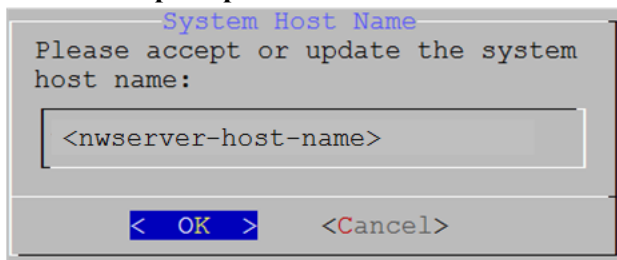 System Host Name
Please accept or update the system
host name:
<nwserver-host-name>
< OK > <Cancel>